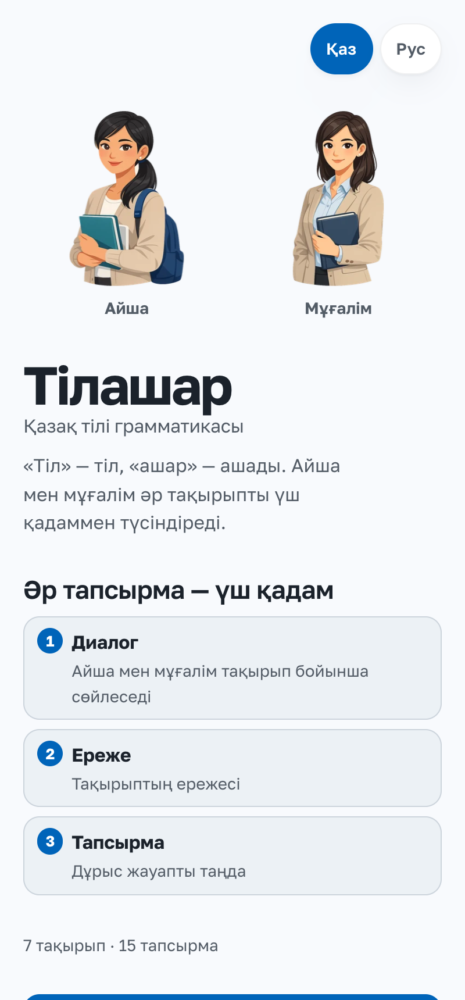 Қаз
Рус
Айша
Мұғалім
Тілашар
Қазақ тілі грамматикасы
«Тіл» — тіл, «ашар» — ашады. Айша
мен мұғалім әр тақырыпты үш
қадаммен түсіндіреді.
Әр тапсырма — үш қадам
1 Диалог
Айша мен мұғалім тақырып бойынша
сөйлеседі
2 Ереже
Тақырыптың ережесі
3 Тапсырма
Дұрыс жауапты таңда
7 тақырып · 15 тапсырма